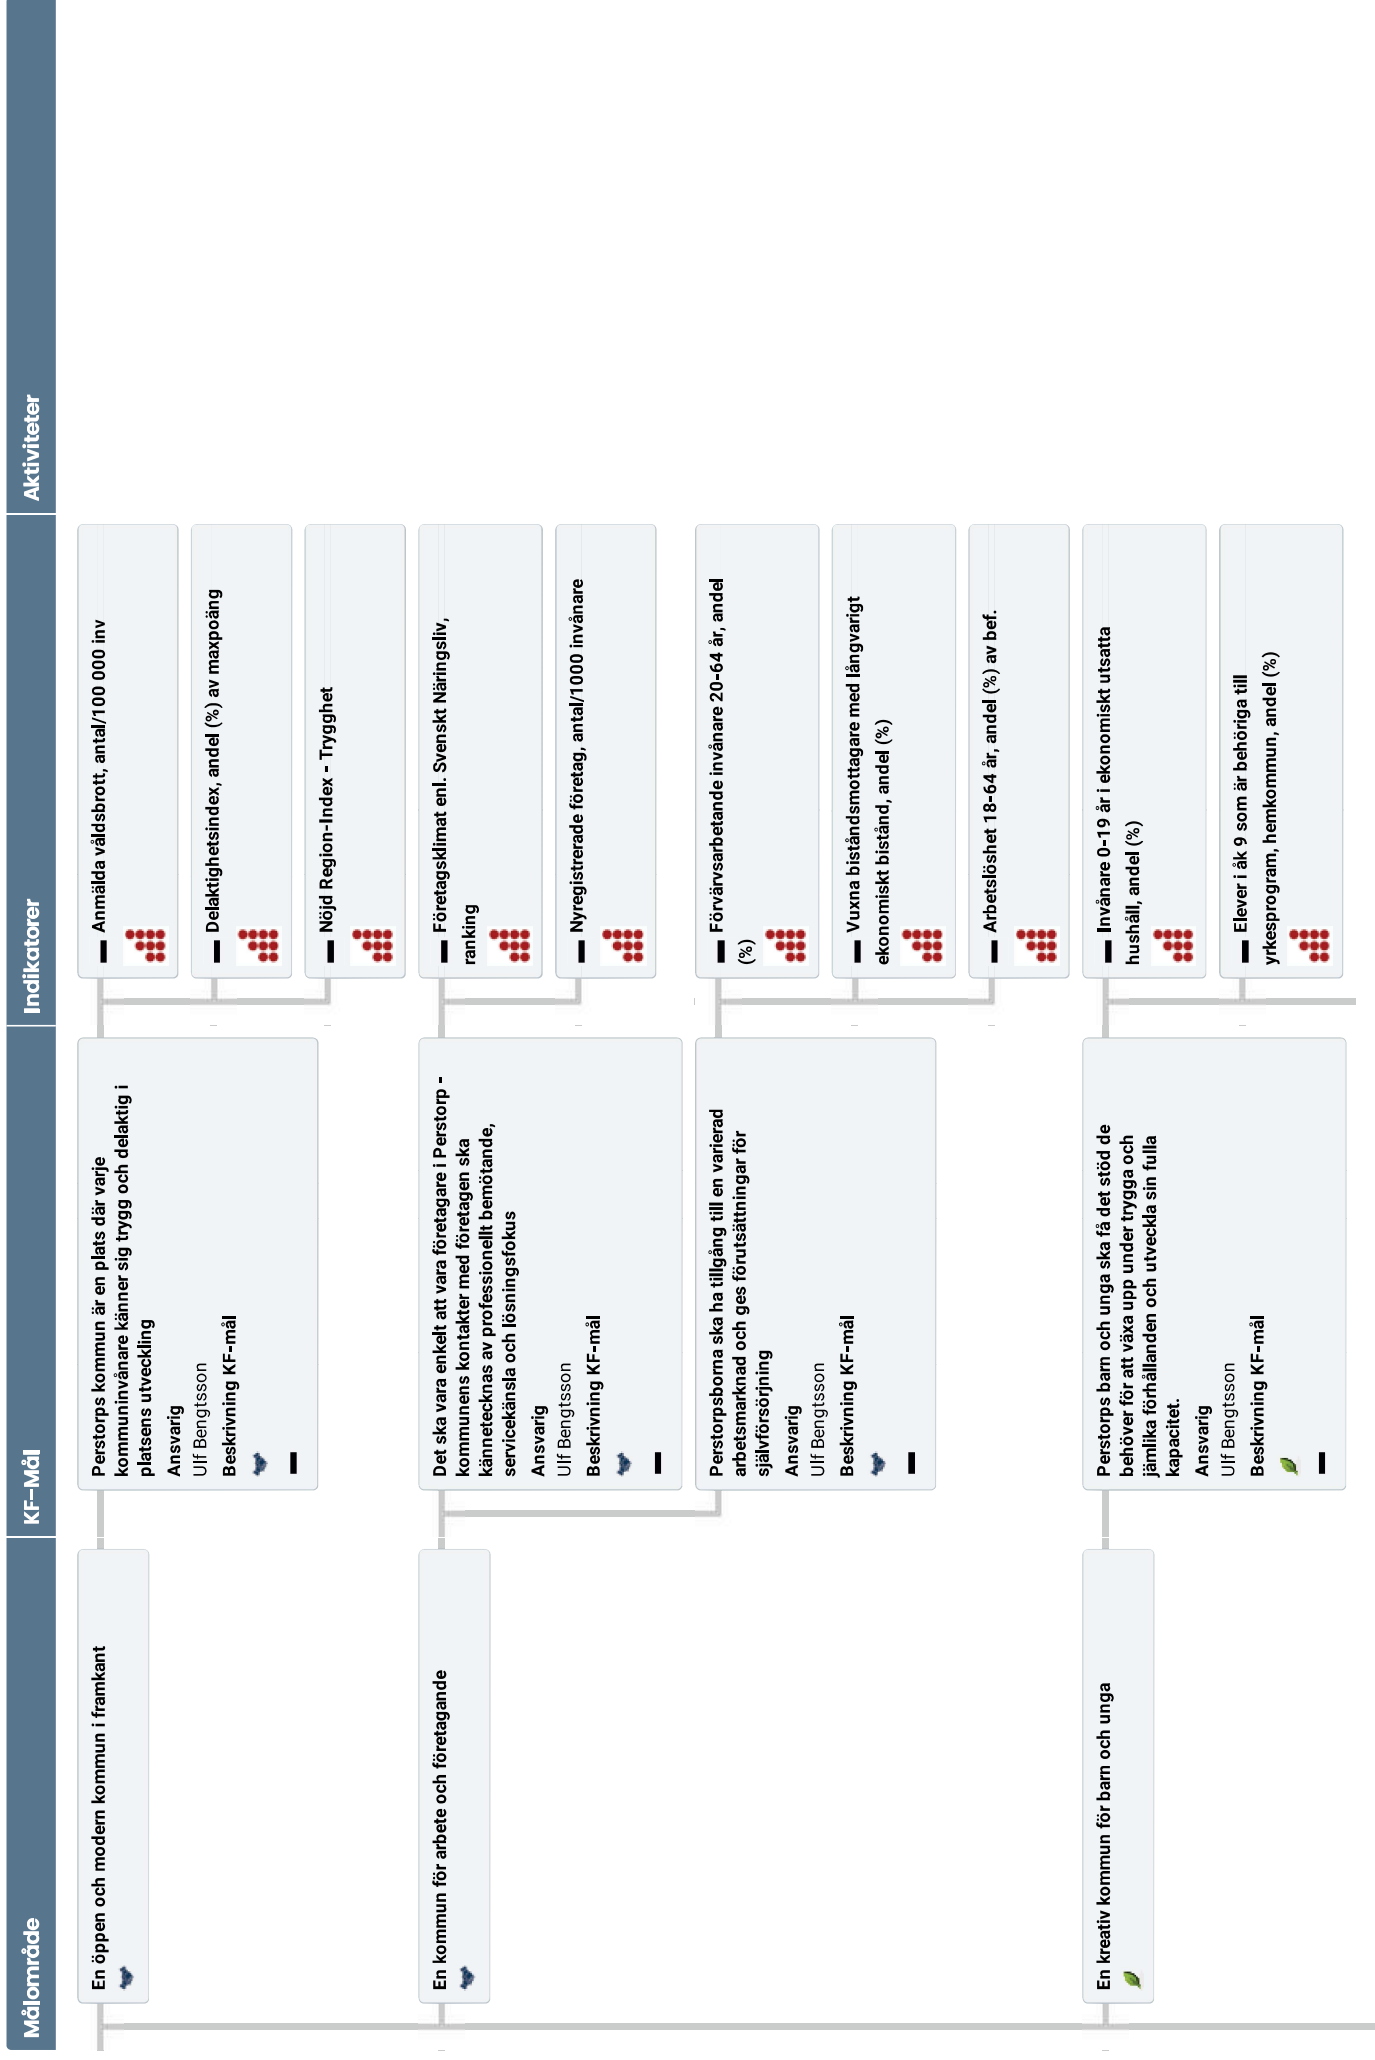 Målområde
KF-Mål
Indikatorer
Aktiviteter
En öppen och modern kommun i framkant
Perstorps kommun är en plats där varje
kommuninvånare känner sig trygg och delaktig i
platsens utveckling
Ansvarig
Ulf Bengtsson
Beskrivning KF-mål
Anmälda våldsbrott, antal/100 000 inv
Delaktighetsindex, andel (%) av maxpoäng
Nöjd Region-Index - Trygghet
En kommun för arbete och företagande
Det ska vara enkelt att vara företagare i Perstorp -
kommunens kontakter med företagen ska
kännetecknas av professionellt bemötande,
servicekänsla och lösningsfokus
Ansvarig
Ulf Bengtsson
Beskrivning KF-mål
Företagsklimat enl. Svenskt Näringsliv,
ranking
Nyregistrerade företag, antal/1000 invånare
Perstorpsborna ska ha tillgång till en varierad
arbetsmarknad och ges förutsättningar för
självförsörjning
Ansvarig
Ulf Bengtsson
Beskrivning KF-mål
Förvärvsarbetande invånare 20-64 år, andel
(%)
Vuxna biståndsmottagare med långvarigt
ekonomiskt bistånd, andel (%)
Arbetslöshet 18-64 år, andel (%) av bef.
En kreativ kommun för barn och unga
Perstorps barn och unga ska få det stöd de
behöver för att växa upp under trygga och
jämlika förhållanden och utveckla sin fulla
kapacitet.
Ansvarig
Ulf Bengtsson
Beskrivning KF-mål
Invånare 0-19 år i ekonomiskt utsatta
hushåll, andel (%)
Elever i åk 9 som är behöriga till
yrkesprogram, hemkommun, andel (%)